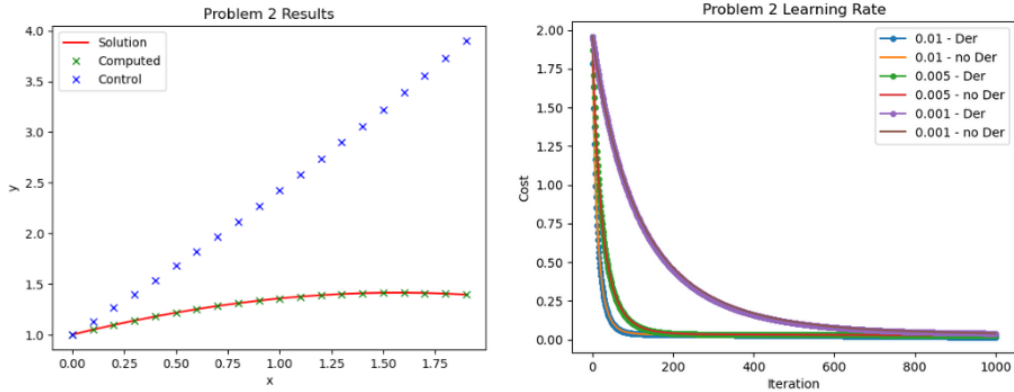 Problem 2 Results
4.0
3.5
3.0
2.5
2.0
1.5
1.0
y
Solution
Computed
Control
0.00 0.25 0.50 0.75 1.00 1.25 1.50 1.75
x
Problem 2 Learning Rate
2.00
1.75
1.50
1.25
1.00
0.75
0.50
0.25
0.00
Cost
0.01 - Der
0.01 - no Der
0.005 - Der
0.005 - no Der
0.001 - Der
0.001 - no Der
0 200 400 600 800 1000
Iteration